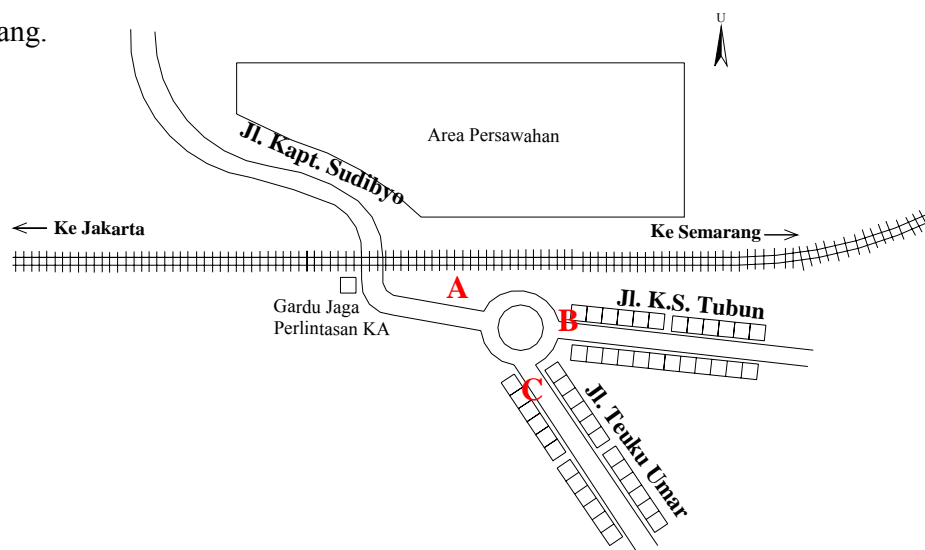 ang.
U
Area Persawahan
Jl. Kapt. Sudibyo
Ke Jakarta
Ke Semarang
A
Gardu Jaga
Perlintasan KA
B
Jl. K.S. Tubun
C
Jl. Teuku Umar